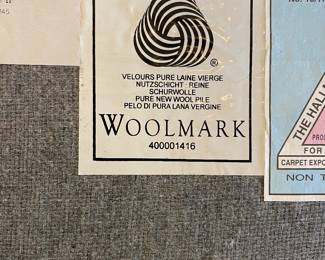 ®
VELOURS PURE LAINE VIERGE
NUTZSCHICHT: REINE
SCHURWOLLE
PURE NEW WOOL PILE
PELO DI PURA LANA VERGINE
WOOLMARK
400001416
THE
FOR
CARPET EXPO
NON